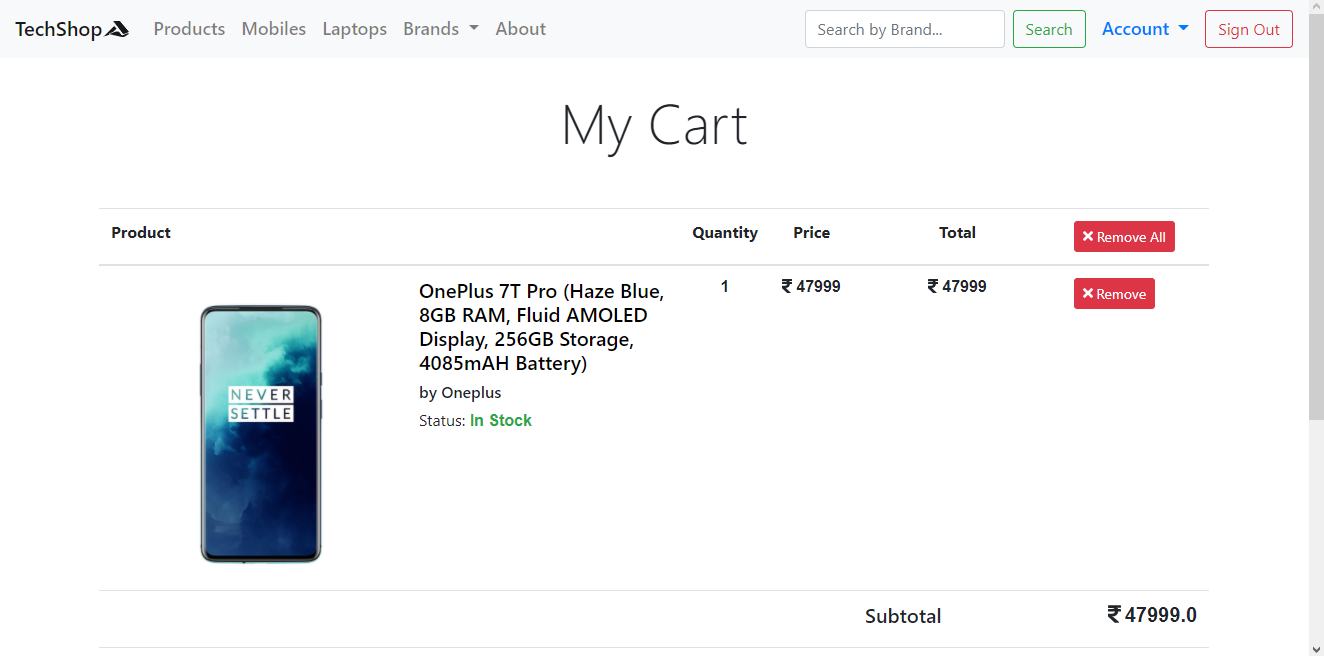 TechShop Products Mobiles Laptops Brands About Search by Brand... Search Account Sign Out
My Cart
Product Quantity Price Total Remove All
OnePlus 7T Pro (Haze Blue, 1 ₹ 47999 ₹ 47999 Remove
8GB RAM, Fluid AMOLED
Display, 256GB Storage,
4085mAH Battery)
by Oneplus
NEVER
SETTLE
Status: In Stock
Subtotal ₹ 47999.0